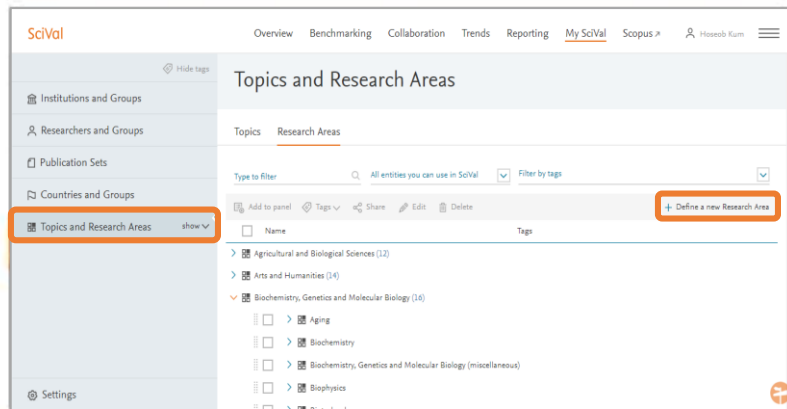 SciVal
Overview Benchmarking Collaboration Trends Reporting My SciVal Scopus Hoseob Kum
Hide tags
Institutions and Groups
Researchers and Groups
Publication Sets
Countries and Groups
Topics and Research Areas show
Settings
Topics and Research Areas
Topics Research Areas
Type to filter All entities you can use in SciVal Filter by tags
Add to panel Tags Share Edit Delete + Define a new Research Area
Name Tags
Agricultural and Biological Sciences (12)
Arts and Humanities (14)
Biochemistry, Genetics and Molecular Biology (16)
Aging
Biochemistry
Biochemistry, Genetics and Molecular Biology (miscellaneous)
Biophysics